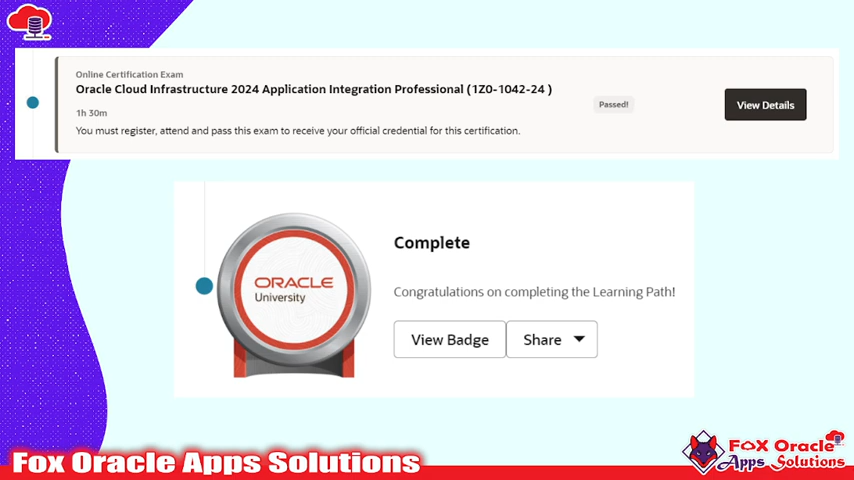 Online Certification Exam
Oracle Cloud Infrastructure 2024 Application Integration Professional (1Z0-1042-24 )
1h 30m
You must register, attend and pass this exam to receive your official credential for this certification.
Passed!
View Details
ORACLE
University
Complete
Congratulations on completing the Learning Path!
View Badge
Share
Fox Oracle Apps Solutions
FoX Oracle
Apps Solutions